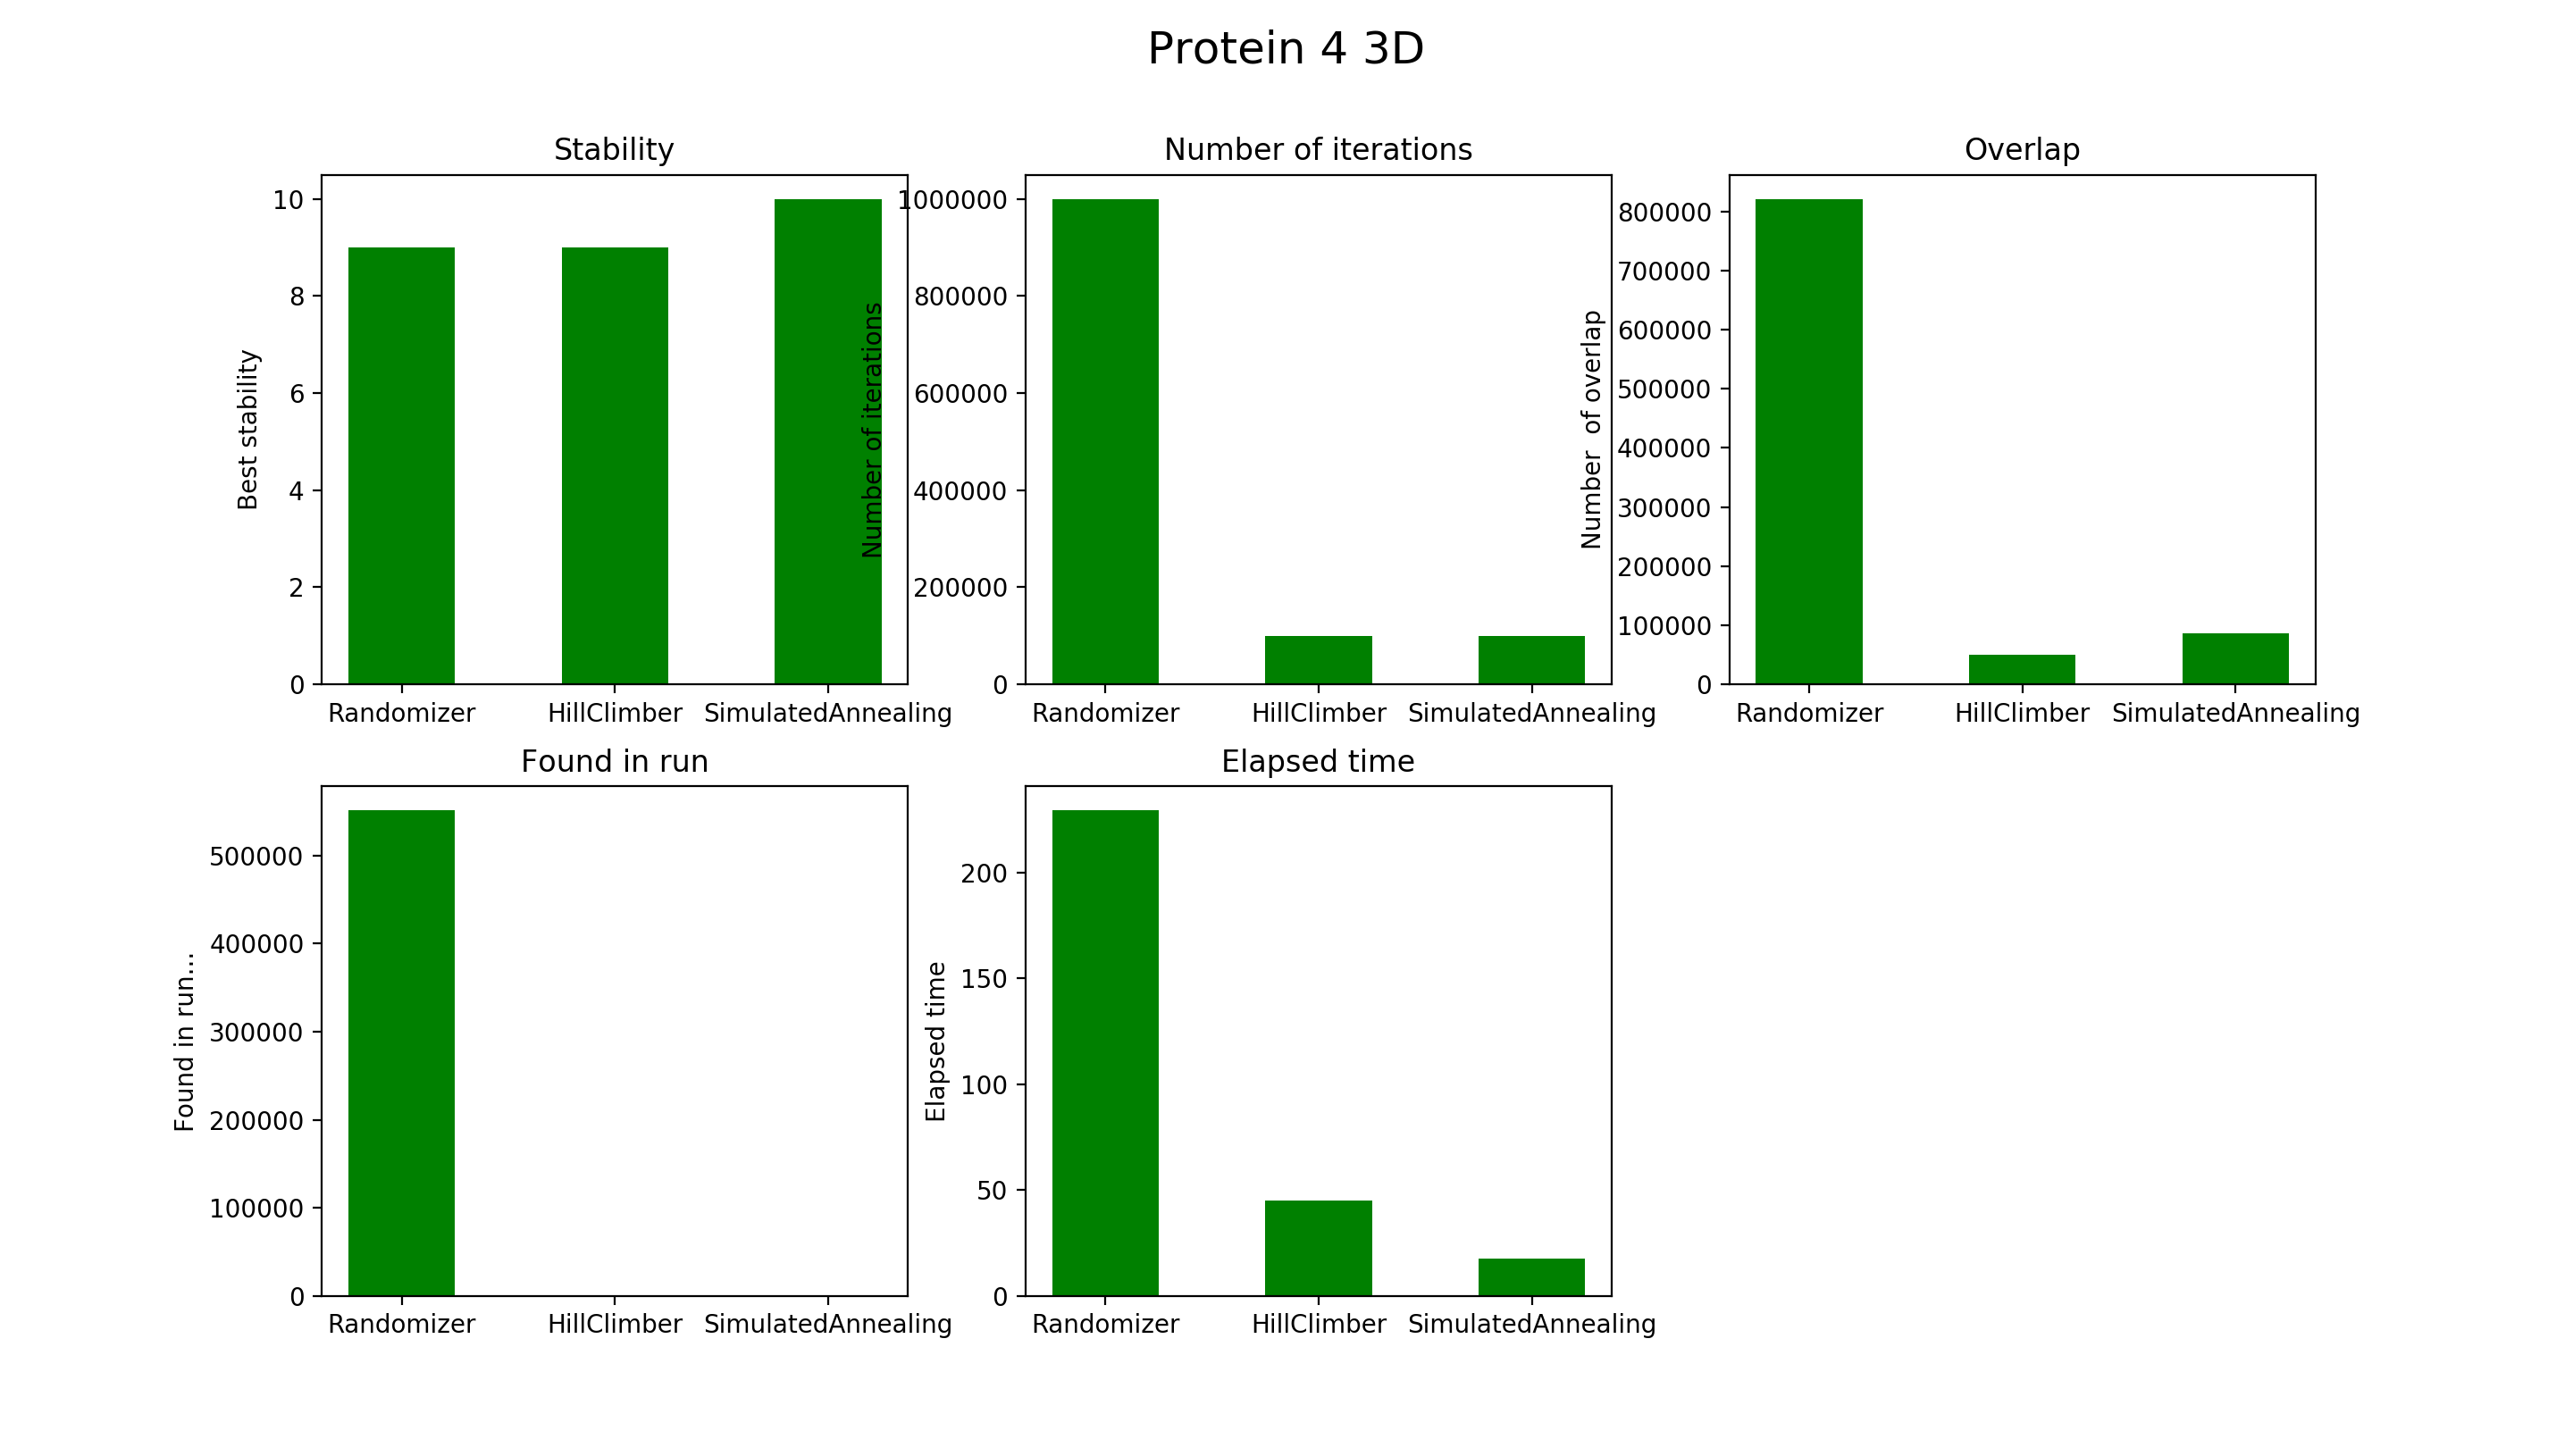 Protein 4 3D
Stability
Best stability
10
8
6
4
2
0
Randomizer HillClimber SimulatedAnnealing
Number of iterations
Number of iterations
1000000
800000
600000
400000
200000
0
Randomizer HillClimber SimulatedAnnealing
Overlap
Number  of overlap
800000
700000
600000
500000
400000
300000
200000
100000
0
Randomizer HillClimber SimulatedAnnealing
Found in run
Found in run...
500000
400000
300000
200000
100000
0
Randomizer HillClimber SimulatedAnnealing
Elapsed time
Elapsed time
200
150
100
50
0
Randomizer HillClimber SimulatedAnnealing